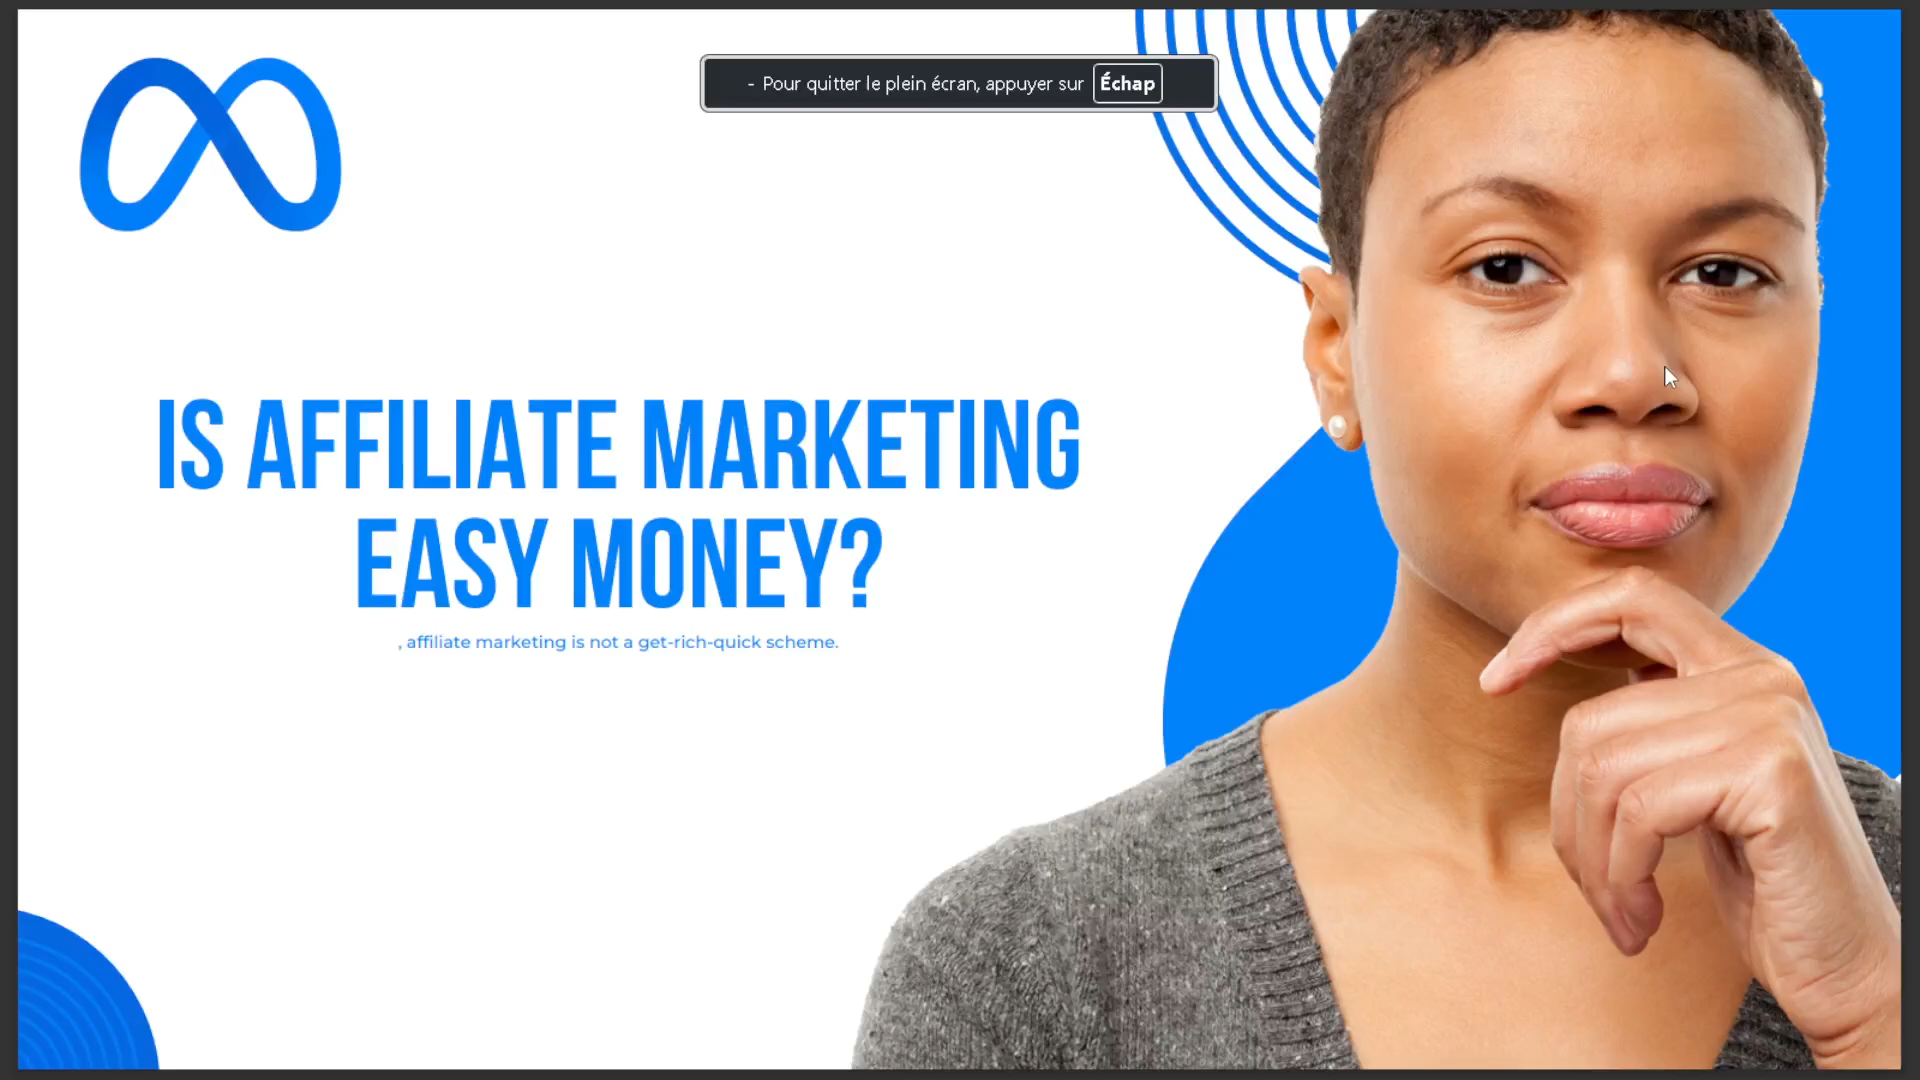 - Pour quitter le plein écran, appuyer sur Échap
IS AFFILIATE MARKETING
EASY MONEY?
, affiliate marketing is not a get-rich-quick scheme.